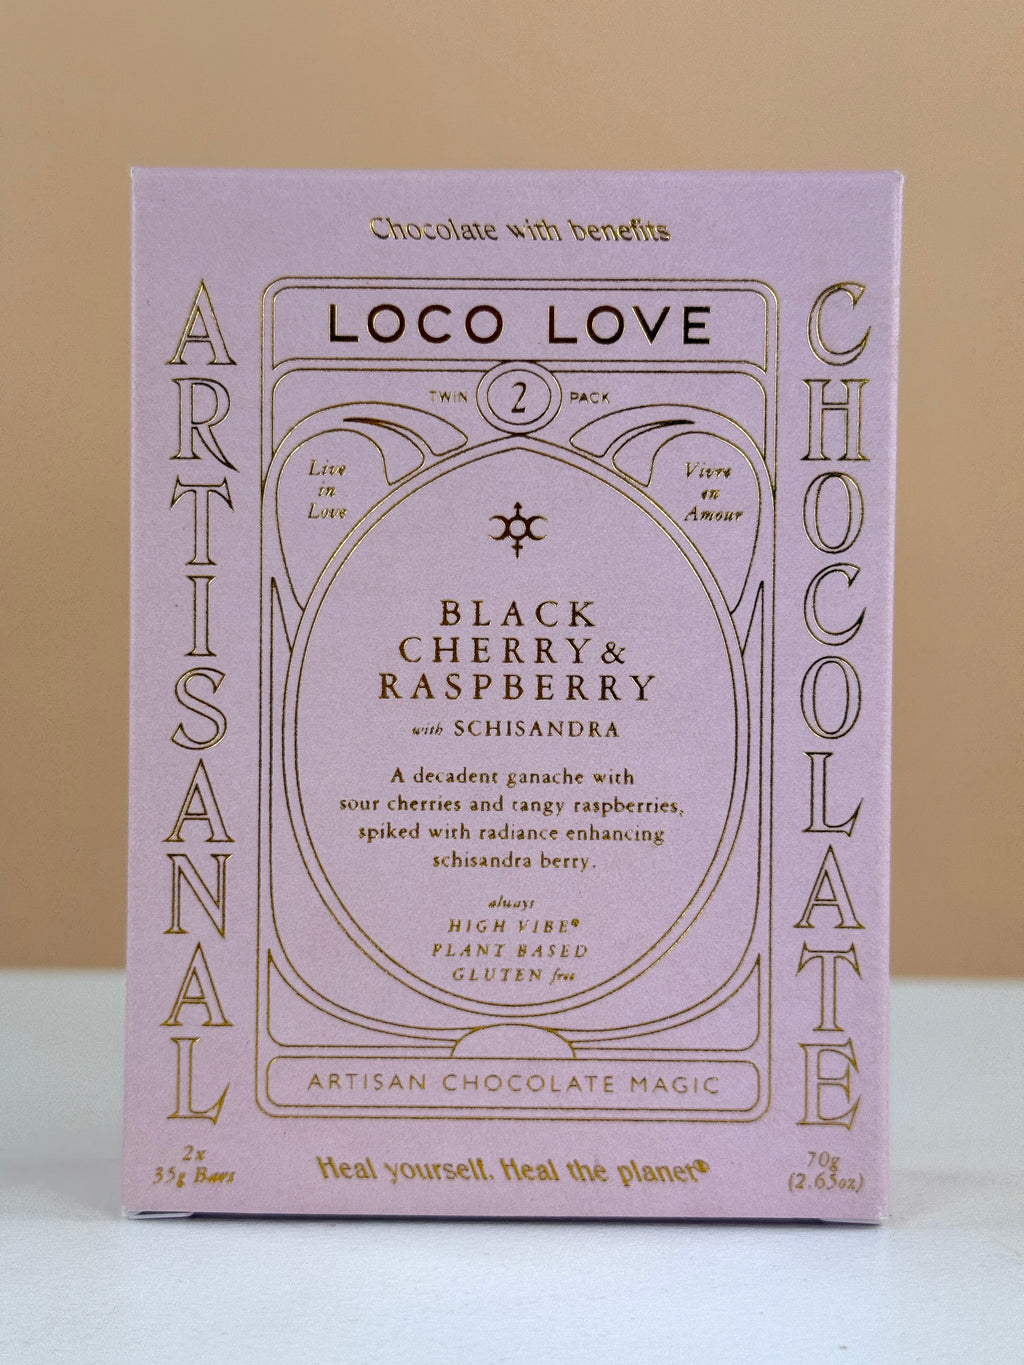 Chocolate with benefits
ARTISANAL
CHOCOLATE
LOCO LOVE
TWIN 2 PACK
Live
in
Love
Vivre
en
Amour
BLACK
CHERRY &
RASPBERRY
with SCHISANDRA
A decadent ganache with
sour cherries and tangy raspberries,
spiked with radiance enhancing
schisandra berry.
always
HIGH VIBE®
PLANT BASED
GLUTEN free
ARTISAN CHOCOLATE MAGIC
2x
35g Bars
Heal yourself. Heal the planet®
70g
(2.65oz)